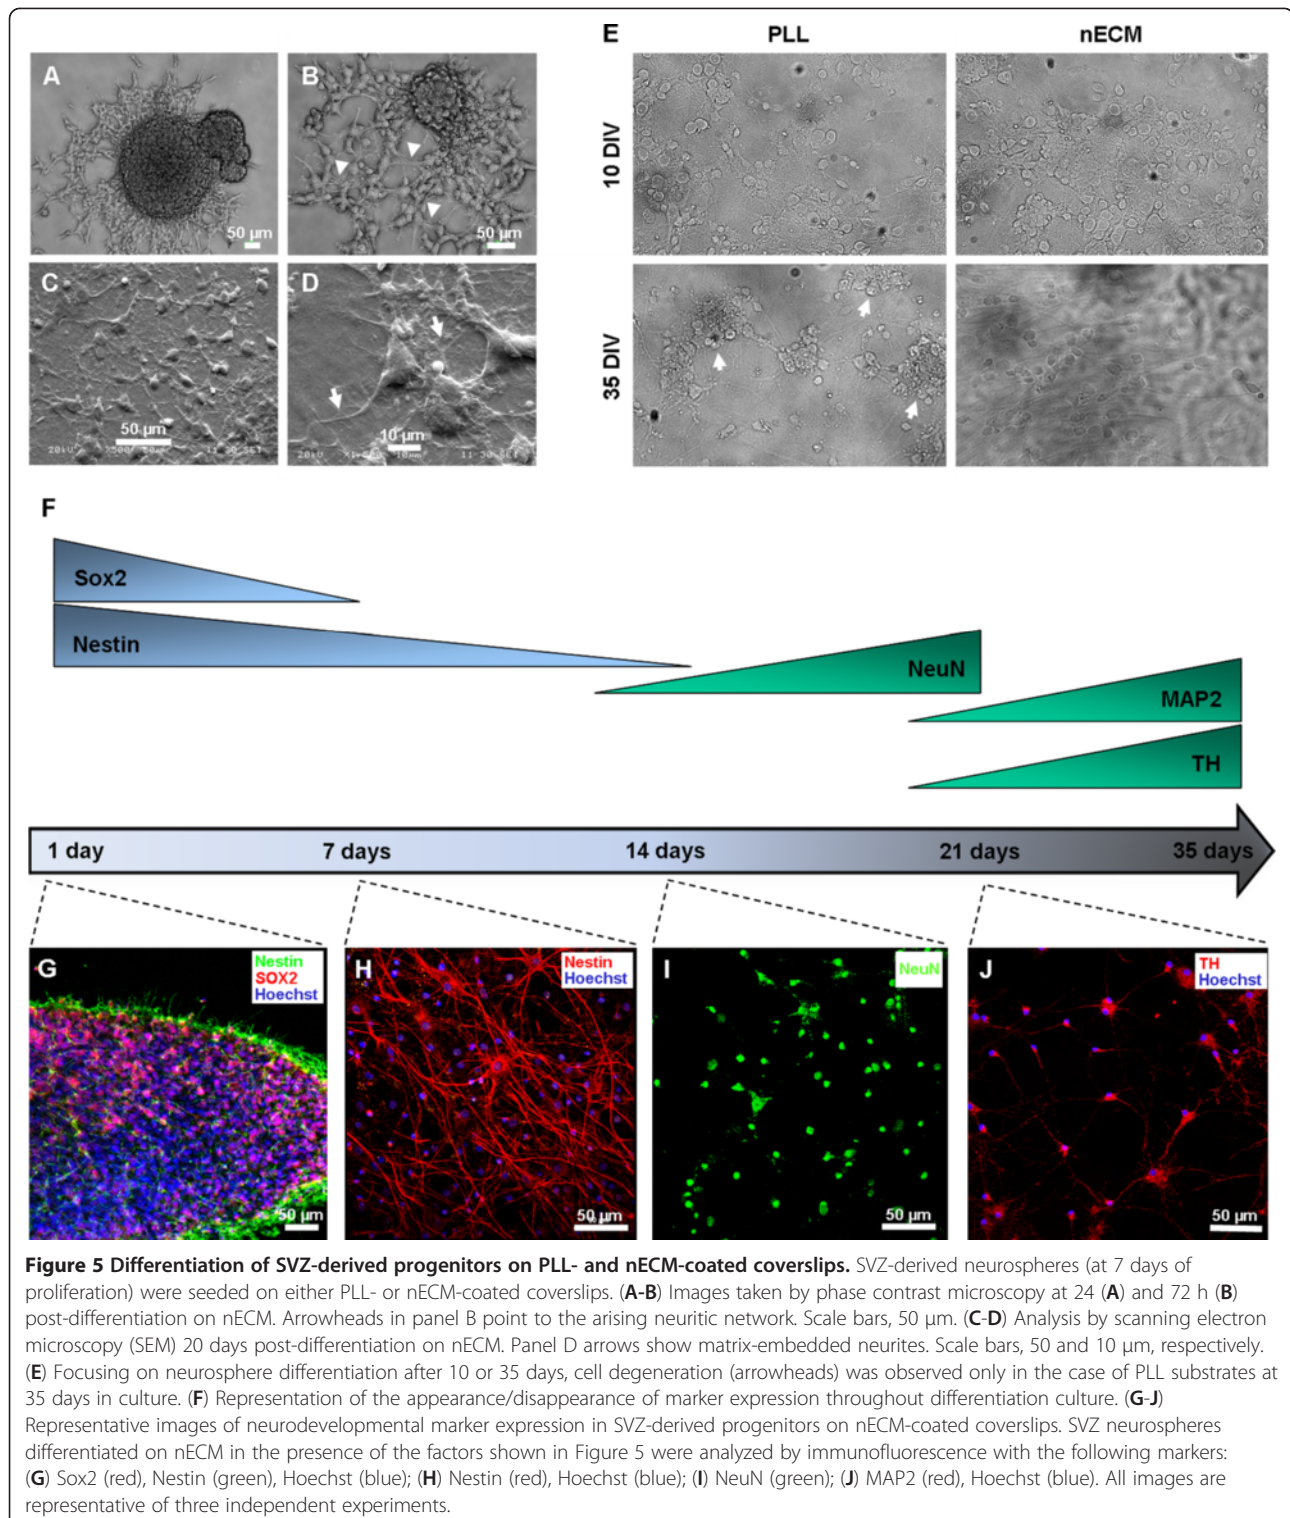 A
B
50 µm
50 µm
C
D
50 µm
10 µm
20kU X500 50µm 11 30 SEI
20kU 10µm 11 30 SEI
E
PLL
nECM
10 DIV
35 DIV
F
Sox2
Nestin
NeuN
MAP2
TH
1 day
7 days
14 days
21 days
35 days
G
Nestin
SOX2
Hoechst
50 µm
H
Nestin
Hoechst
50 µm
I
NeuN
50 µm
J
TH
Hoechst
50 µm
Figure 5 Differentiation of SVZ-derived progenitors on PLL- and nECM-coated coverslips. SVZ-derived neurospheres (at 7 days of
proliferation) were seeded on either PLL- or nECM-coated coverslips. (A-B) Images taken by phase contrast microscopy at 24 (A) and 72 h (B)
post-differentiation on nECM. Arrowheads in panel B point to the arising neuritic network. Scale bars, 50 µm. (C-D) Analysis by scanning electron
microscopy (SEM) 20 days post-differentiation on nECM. Panel D arrows show matrix-embedded neurites. Scale bars, 50 and 10 µm, respectively.
(E) Focusing on neurosphere differentiation after 10 or 35 days, cell degeneration (arrowheads) was observed only in the case of PLL substrates at
35 days in culture. (F) Representation of the appearance/disappearance of marker expression throughout differentiation culture. (G-J)
Representative images of neurodevelopmental marker expression in SVZ-derived progenitors on nECM-coated coverslips. SVZ neurospheres
differentiated on nECM in the presence of the factors shown in Figure 5 were analyzed by immunofluorescence with the following markers:
(G) Sox2 (red), Nestin (green), Hoechst (blue); (H) Nestin (red), Hoechst (blue); (I) NeuN (green); (J) MAP2 (red), Hoechst (blue). All images are
representative of three independent experiments.